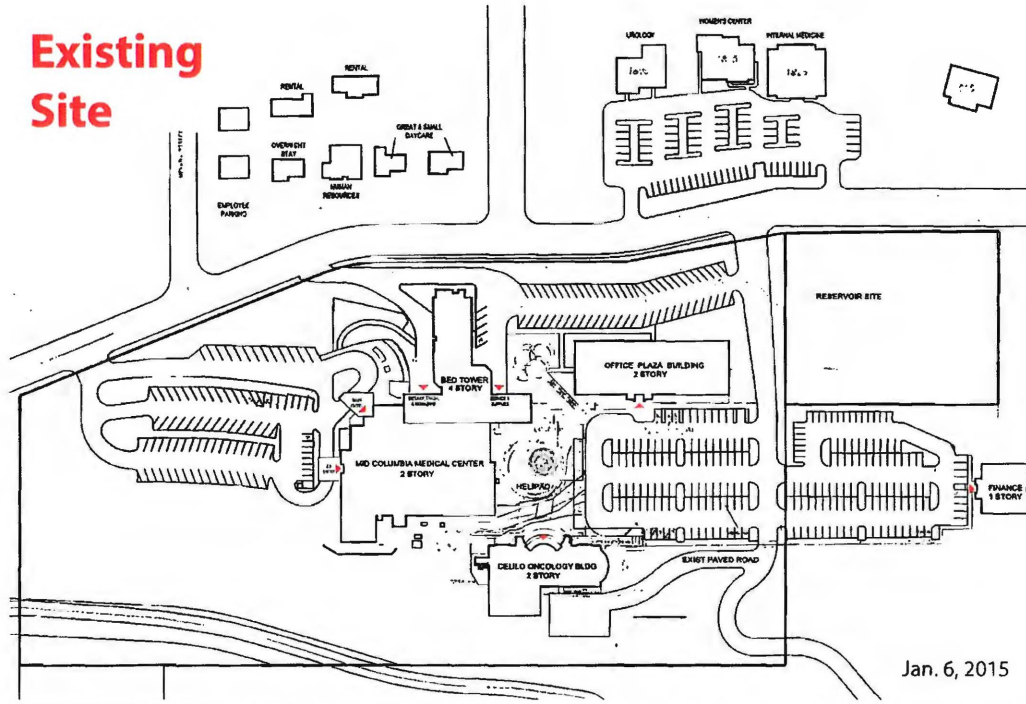 Existing
Site
UROLOGY
WOMEN'S CENTER
INTERNAL MEDICINE
RENTAL
RENTAL
GREAT & SMALL
DAYCARE
OVERNIGHT
STAY
HUMAN
RESOURCES
EMPLOYEE
PARKING
RESERVOIR SITE
OFFICE PLAZA BUILDING
2 STORY
BED TOWER
4 STORY
MID COLUMBIA MEDICAL CENTER
2 STORY
HELIPAD
FINANCE
1 STORY
CELILO ONCOLOGY BLDG
2 STORY
EXIST PAVED ROAD
Jan. 6, 2015